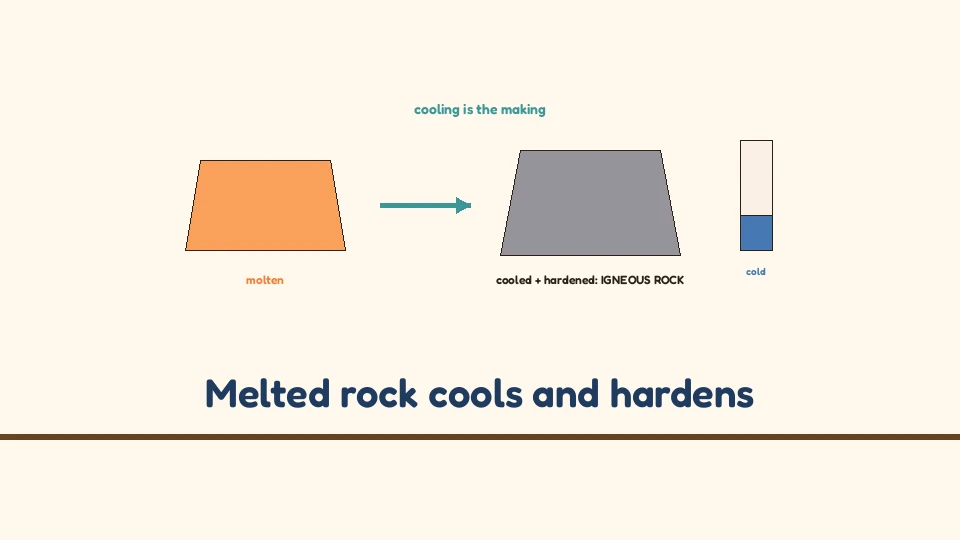 cooling is the making
molten
cooled + hardened: IGNEOUS ROCK
cold
Melted rock cools and hardens